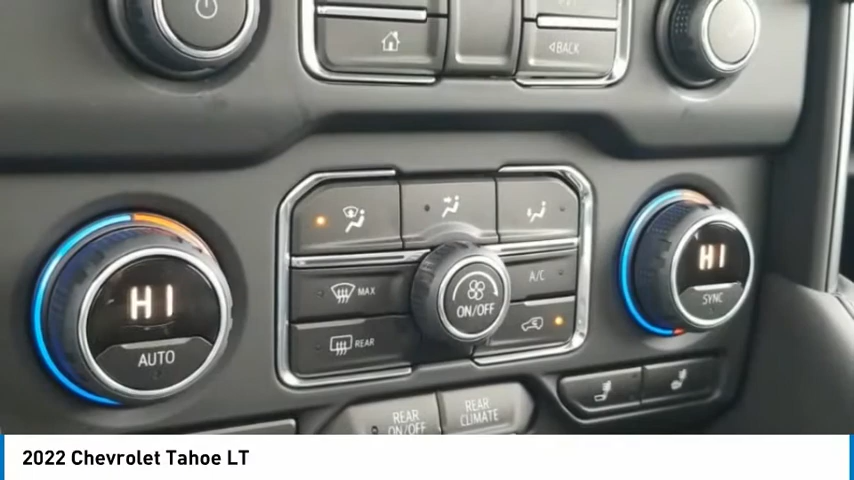 BACK
MAX
A/C
HI
HI
ON/OFF
SYNC
REAR
AUTO
REAR
ON/OFF
REAR
CLIMATE
2022 Chevrolet Tahoe LT